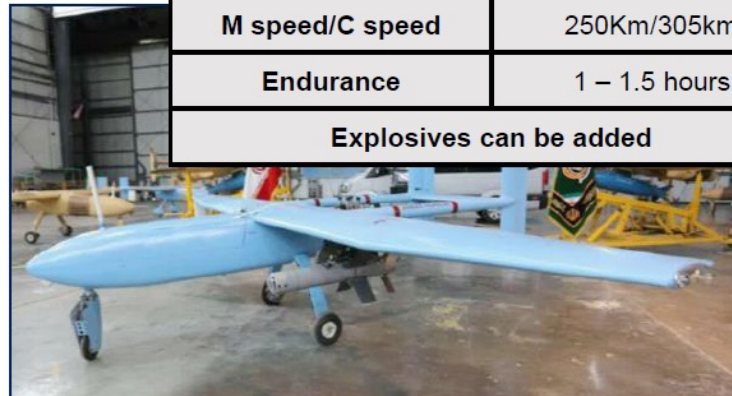 M speed/C speed 250Km/305km
Endurance 1 – 1.5 hours
Explosives can be added